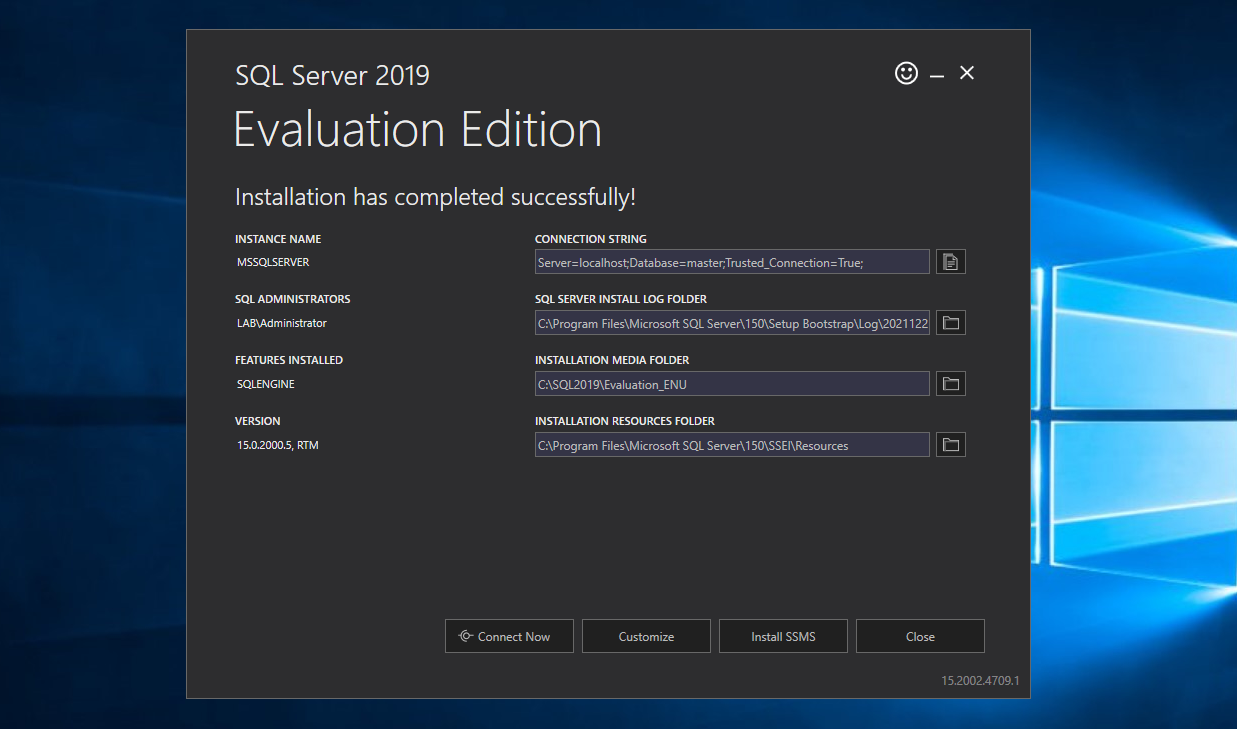 SQL Server 2019
Evaluation Edition
Installation has completed successfully!
INSTANCE NAME
MSSQLSERVER
CONNECTION STRING
Server=localhost;Database=master;Trusted_Connection=True;
SQL ADMINISTRATORS
LAB\Administrator
SQL SERVER INSTALL LOG FOLDER
C:\Program Files\Microsoft SQL Server\150\Setup Bootstrap\Log\2021122
FEATURES INSTALLED
SQLENGINE
INSTALLATION MEDIA FOLDER
C:\SQL2019\Evaluation_ENU
VERSION
15.0.2000.5, RTM
INSTALLATION RESOURCES FOLDER
C:\Program Files\Microsoft SQL Server\150\SSEI\Resources
Connect Now
Customize
Install SSMS
Close
15.2002.4709.1